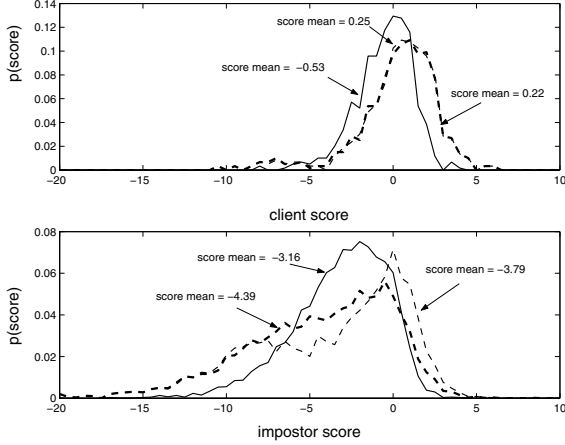 0.14
0.12
0.1
0.08
0.06
0.04
0.02
0
p(score)
score mean = 0.25
score mean = −0.53
score mean = 0.22
−20 −15 −10 −5 0 5 10
client score
0.08
0.06
0.04
0.02
0
p(score)
score mean = −3.16
score mean = −3.79
score mean = −4.39
−20 −15 −10 −5 0 5 10
impostor score